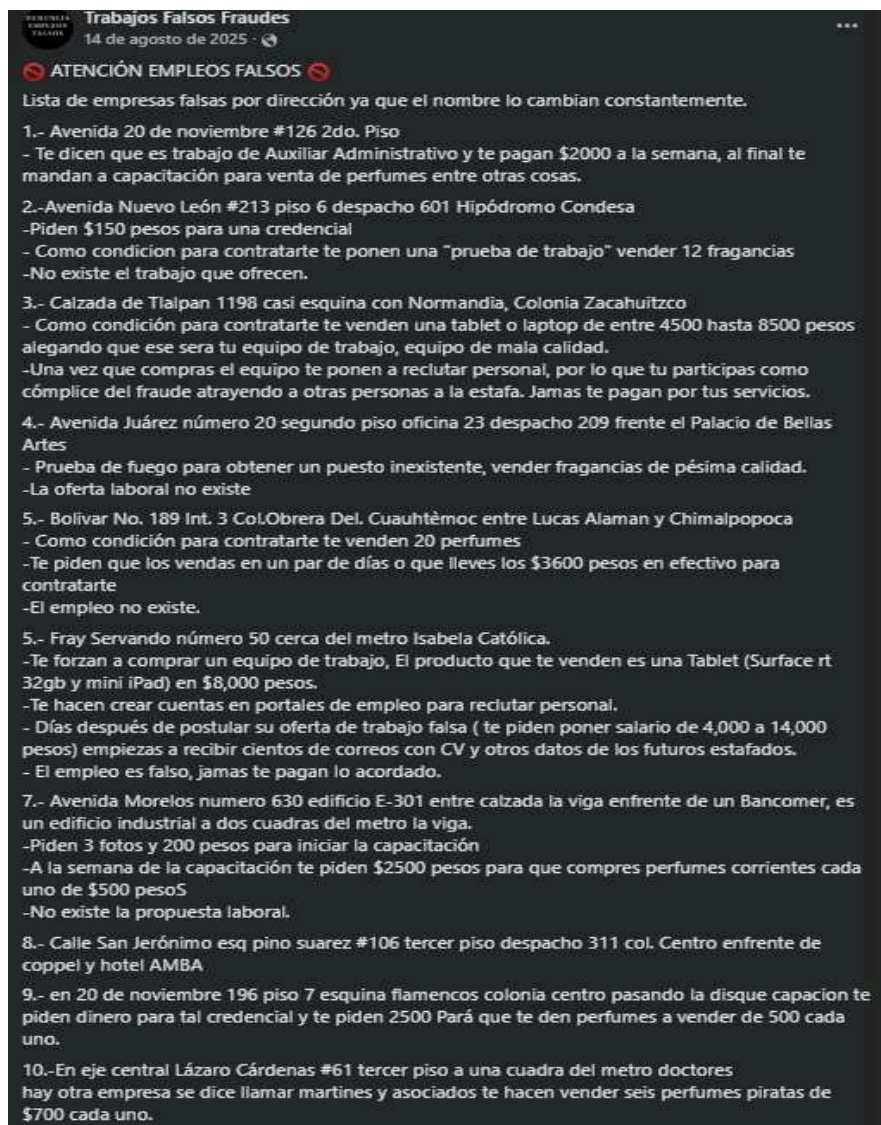 Trabajos Falsos Fraudes
14 de agosto de 2025 ·
ATENCIÓN EMPLEOS FALSOS
Lista de empresas falsas por dirección ya que el nombre lo cambian constantemente.
1.- Avenida 20 de noviembre #126 2do. Piso
- Te dicen que es trabajo de Auxiliar Administrativo y te pagan $2000 a la semana, al final te
mandan a capacitación para venta de perfumes entre otras cosas.
2.-Avenida Nuevo León #213 piso 6 despacho 601 Hipódromo Condesa
-Piden $150 pesos para una credencial
- Como condicion para contratarte te ponen una "prueba de trabajo" vender 12 fragancias
-No existe el trabajo que ofrecen.
3.- Calzada de Tlalpan 1198 casi esquina con Normandia, Colonia Zacahuitzco
- Como condición para contratarte te venden una tablet o laptop de entre 4500 hasta 8500 pesos
alegando que ese sera tu equipo de trabajo, equipo de mala calidad.
-Una vez que compras el equipo te ponen a reclutar personal, por lo que tu participas como
cómplice del fraude atrayendo a otras personas a la estafa. Jamas te pagan por tus servicios.
4.- Avenida Juárez número 20 segundo piso oficina 23 despacho 209 frente el Palacio de Bellas
Artes
- Prueba de fuego para obtener un puesto inexistente, vender fragancias de pésima calidad.
-La oferta laboral no existe
5.- Bolivar No. 189 Int. 3 Col.Obrera Del. Cuauhtèmoc entre Lucas Alaman y Chimalpopoca
- Como condición para contratarte te venden 20 perfumes
-Te piden que los vendas en un par de días o que lleves los $3600 pesos en efectivo para
contratarte
-El empleo no existe.
5.- Fray Servando número 50 cerca del metro Isabela Católica.
-Te forzan a comprar un equipo de trabajo, El producto que te venden es una Tablet (Surface rt
32gb y mini iPad) en $8,000 pesos.
-Te hacen crear cuentas en portales de empleo para reclutar personal.
- Días después de postular su oferta de trabajo falsa ( te piden poner salario de 4,000 a 14,000
pesos) empiezas a recibir cientos de correos con CV y otros datos de los futuros estafados.
- El empleo es falso, jamas te pagan lo acordado.
7.- Avenida Morelos numero 630 edificio E-301 entre calzada la viga enfrente de un Bancomer, es
un edificio industrial a dos cuadras del metro la viga.
-Piden 3 fotos y 200 pesos para iniciar la capacitación
-A la semana de la capacitación te piden $2500 pesos para que compres perfumes corrientes cada
uno de $500 pesoS
-No existe la propuesta laboral.
8.- Calle San Jerónimo esq pino suarez #106 tercer piso despacho 311 col. Centro enfrente de
coppel y hotel AMBA
9.- en 20 de noviembre 196 piso 7 esquina flamencos colonia centro pasando la disque capacion te
piden dinero para tal credencial y te piden 2500 Pará que te den perfumes a vender de 500 cada
uno.
10.-En eje central Lázaro Cárdenas #61 tercer piso a una cuadra del metro doctores
hay otra empresa se dice llamar martines y asociados te hacen vender seis perfumes piratas de
$700 cada uno.